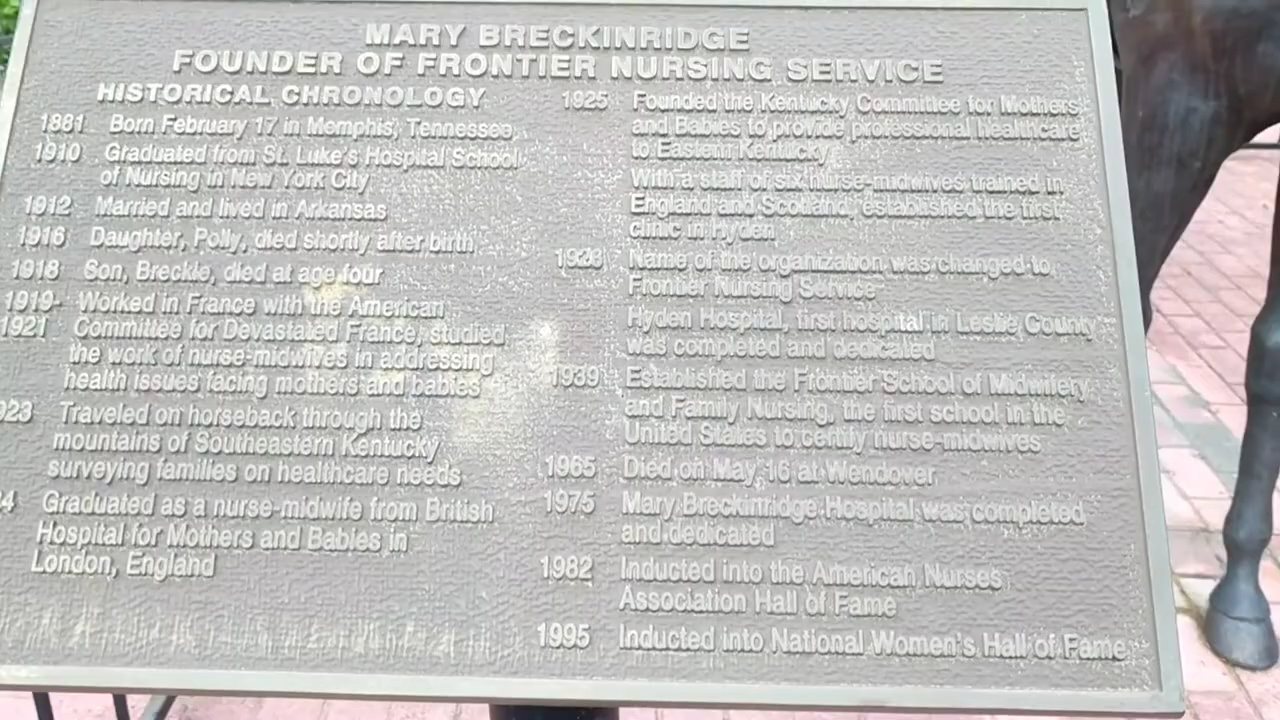 MARY BRECKINRIDGE
FOUNDER OF FRONTIER NURSING SERVICE
HISTORICAL CHRONOLOGY
1881 Born February 17 in Memphis, Tennessee
1910 Graduated from St. Luke's Hospital School
of Nursing in New York City
1912 Married and lived in Arkansas
1916 Daughter, Polly, died shortly after birth
1918 Son, Breckie, died at age four
1919- Worked in France with the American
1921 Committee for Devastated France, studied
the work of nurse-midwives in addressing
health issues facing mothers and babies
923 Traveled on horseback through the
mountains of Southeastern Kentucky
surveying families on healthcare needs
4 Graduated as a nurse-midwife from British
Hospital for Mothers and Babies in
London, England
1925 Founded the Kentucky Committee for Mothers
and Babies to provide professional healthcare
to Eastern Kentucky
With a staff of six nurse-midwives trained in
England and Scotland, established the first
clinic in Hyden
Name of the organization was changed to
Frontier Nursing Service
Hyden Hospital, first hospital in Leslie County
was completed and dedicated
1939 Established the Frontier School of Midwifery
and Family Nursing, the first school in the
United States to certify nurse-midwives
1965 Died on May 16 at Wendover
1975 Mary Breckinridge Hospital was completed
and dedicated
1982 Inducted into the American Nurses
Association Hall of Fame
1995 Inducted into National Women's Hall of Fame